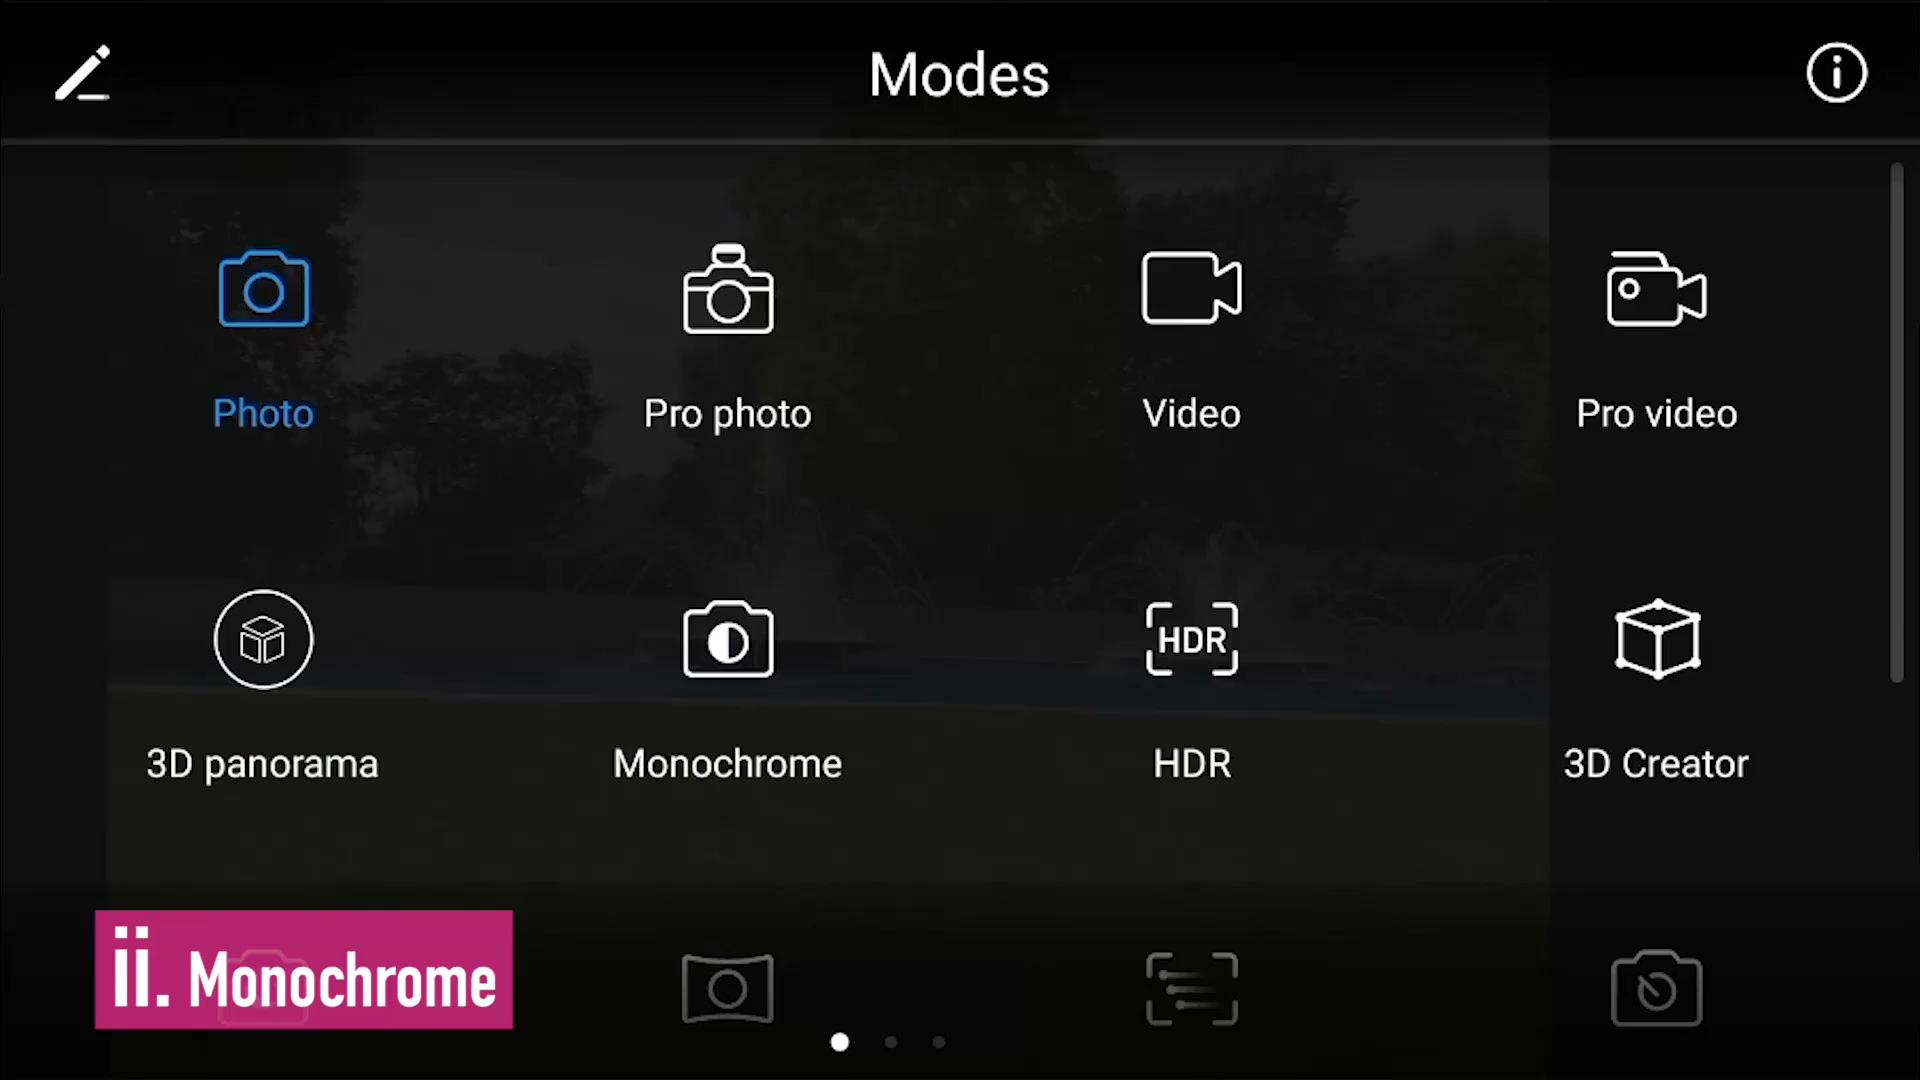 Modes
Photo
Pro photo
Video
Pro video
3D panorama
Monochrome
HDR
HDR
3D Creator
ii. Monochrome